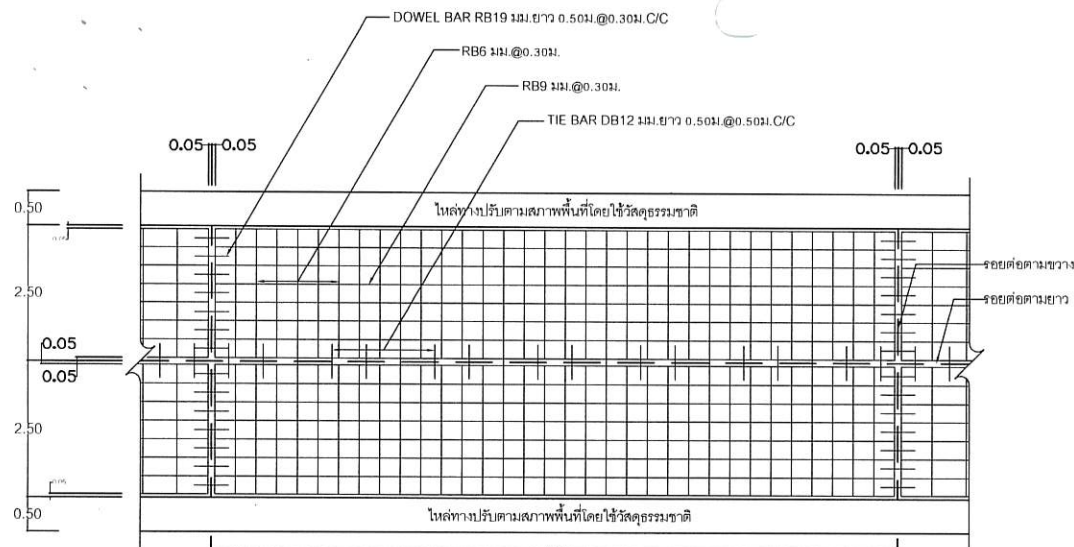 DOWEL BAR RB19 มม.ยาว 0.50ม.@0.30ม.C/C
RB6 มม.@0.30ม.
RB9 มม.@0.30ม.
TIE BAR DB12 มม.ยาว 0.50ม.@0.50ม.C/C
0.05 0.05
0.05 0.05
0.50
ไหล่ทางปรับตามสภาพพื้นที่โดยใช้วัสดุธรรมชาติ
0.05
รอยต่อตามขวาง
2.50
รอยต่อตามยาว
0.05
0.05
2.50
0.05
0.50
ไหล่ทางปรับตามสภาพพื้นที่โดยใช้วัสดุธรรมชาติ